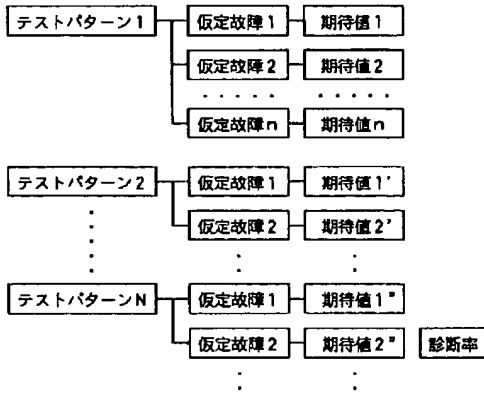 テストパターン1 仮定故障1 期待値1
仮定故障2 期待値2
仮定故障n 期待値n
テストパターン2 仮定故障1 期待値1'
仮定故障2 期待値2'
テストパターンN 仮定故障1 期待値1"
仮定故障2 期待値2" 診断率